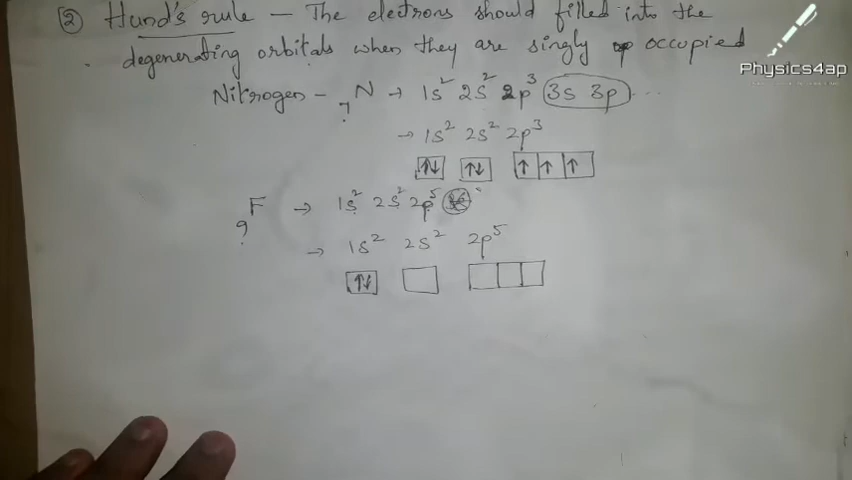 ② Hund's rule – The electrons should filled into the
degenerating orbitals when they are singly occupied
Physics4ap
Nitrogen – ₇N → 1s² 2s² 2p³ 3s 3p ...
→ 1s² 2s² 2p³
↑↓ ↑↓ ↑ ↑ ↑
₉F → 1s² 2s² 2p⁵
→ 1s² 2s² 2p⁵
↑↓